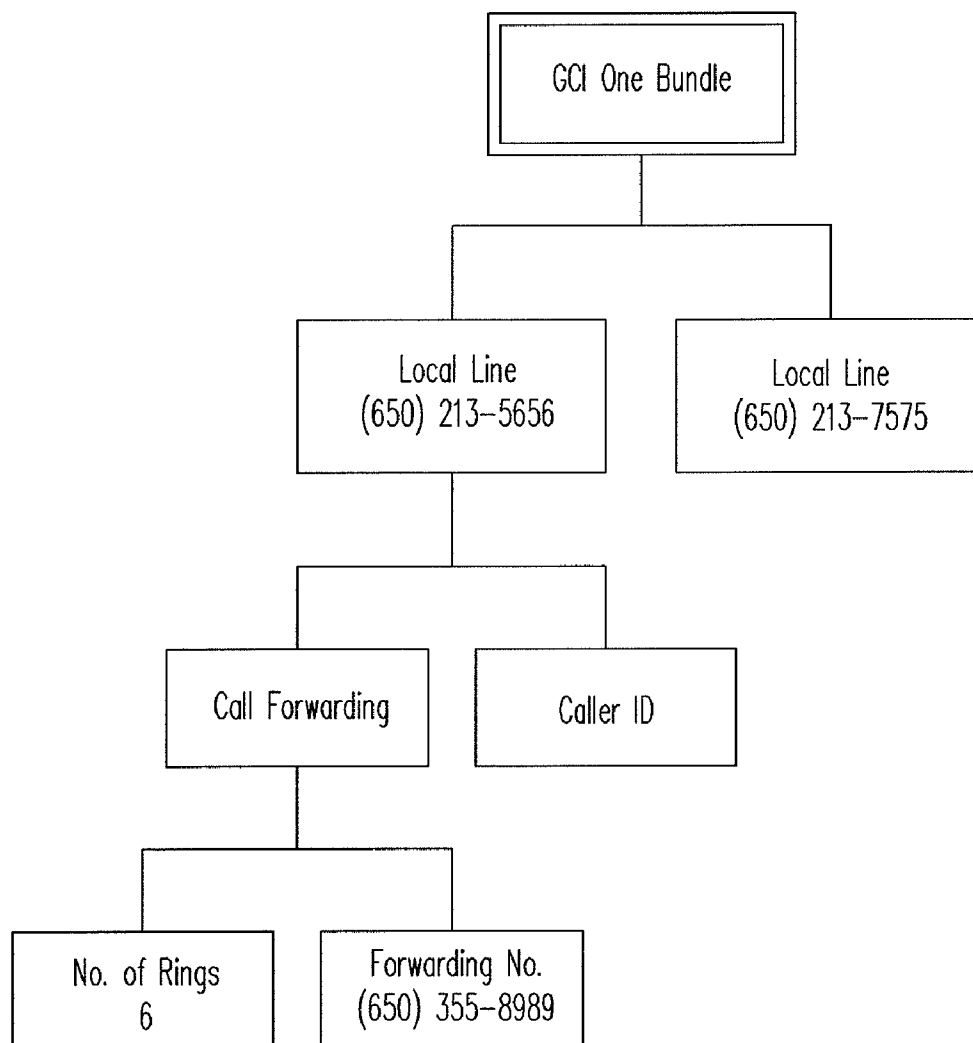 GCI One Bundle
Local Line
(650) 213-5656
Local Line
(650) 213-7575
Call Forwarding
Caller ID
No. of Rings
6
Forwarding No.
(650) 355-8989